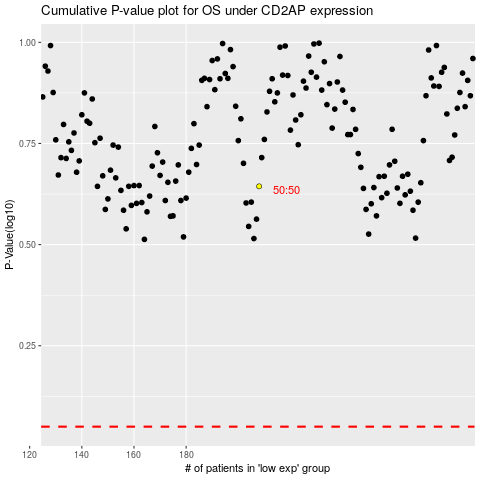 Cumulative P-value plot for OS under CD2AP expression
P-Value(log10)
1.00
0.75
0.50
0.25
50:50
120 140 160 180
# of patients in 'low exp' group